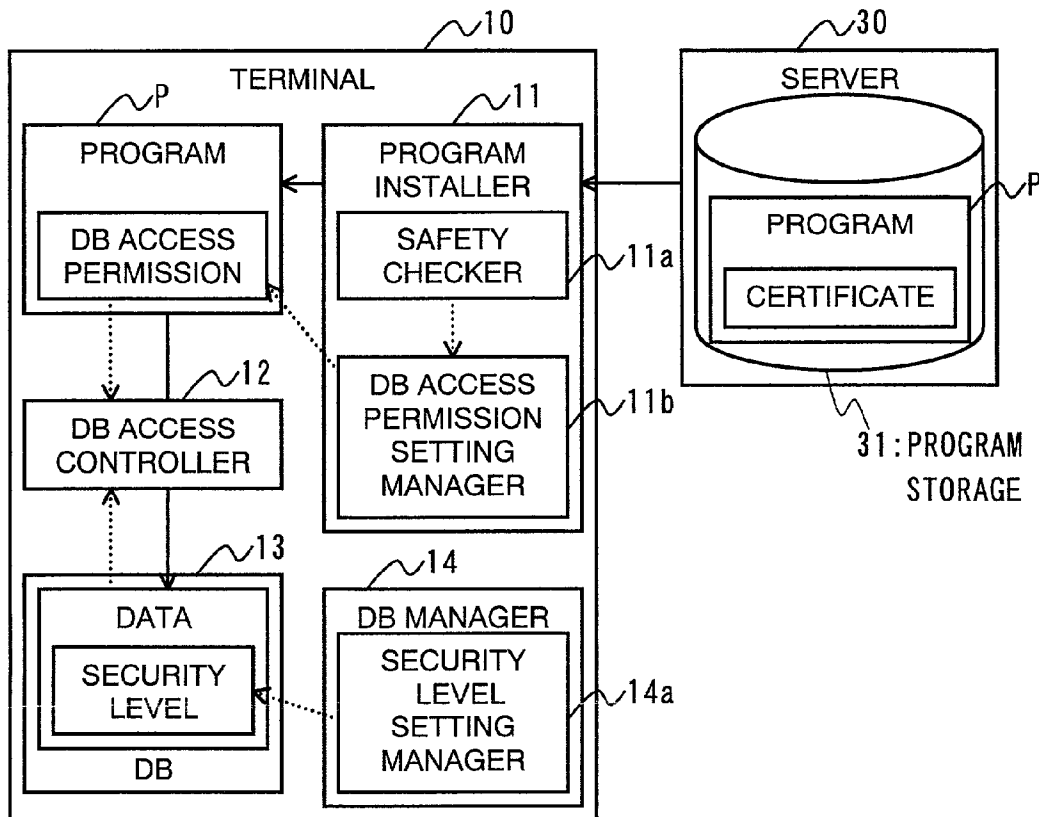 10
TERMINAL
P
PROGRAM
DB ACCESS
PERMISSION
11
PROGRAM
INSTALLER
SAFETY
CHECKER
11a
DB ACCESS
PERMISSION
SETTING
MANAGER
11b
12
DB ACCESS
CONTROLLER
13
DATA
SECURITY
LEVEL
DB
14
DB MANAGER
SECURITY
LEVEL
SETTING
MANAGER
14a
30
SERVER
P
PROGRAM
CERTIFICATE
31:PROGRAM
STORAGE